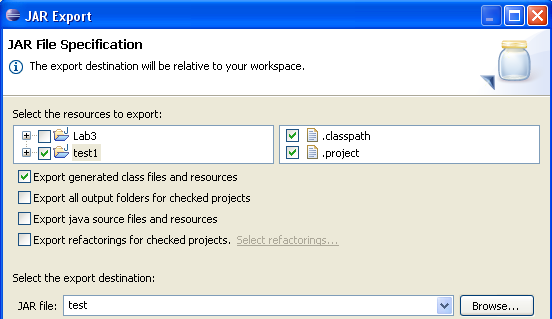 JAR Export
JAR File Specification
The export destination will be relative to your workspace.
Select the resources to export:
Lab3
test1
.classpath
.project
Export generated class files and resources
Export all output folders for checked projects
Export java source files and resources
Export refactorings for checked projects. Select refactorings...
Select the export destination:
JAR file: test Browse...